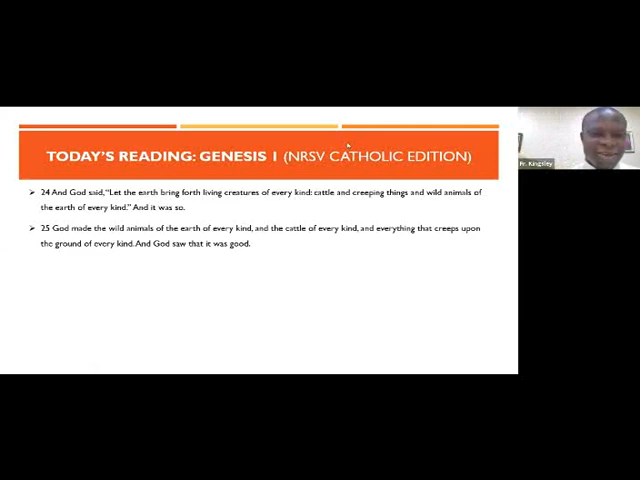 TODAY'S READING: GENESIS 1 (NRSV CATHOLIC EDITION)
Fr. Kingsley
➢ 24 And God said, "Let the earth bring forth living creatures of every kind: cattle and creeping things and wild animals of
the earth of every kind." And it was so.
➢ 25 God made the wild animals of the earth of every kind, and the cattle of every kind, and everything that creeps upon
the ground of every kind. And God saw that it was good.